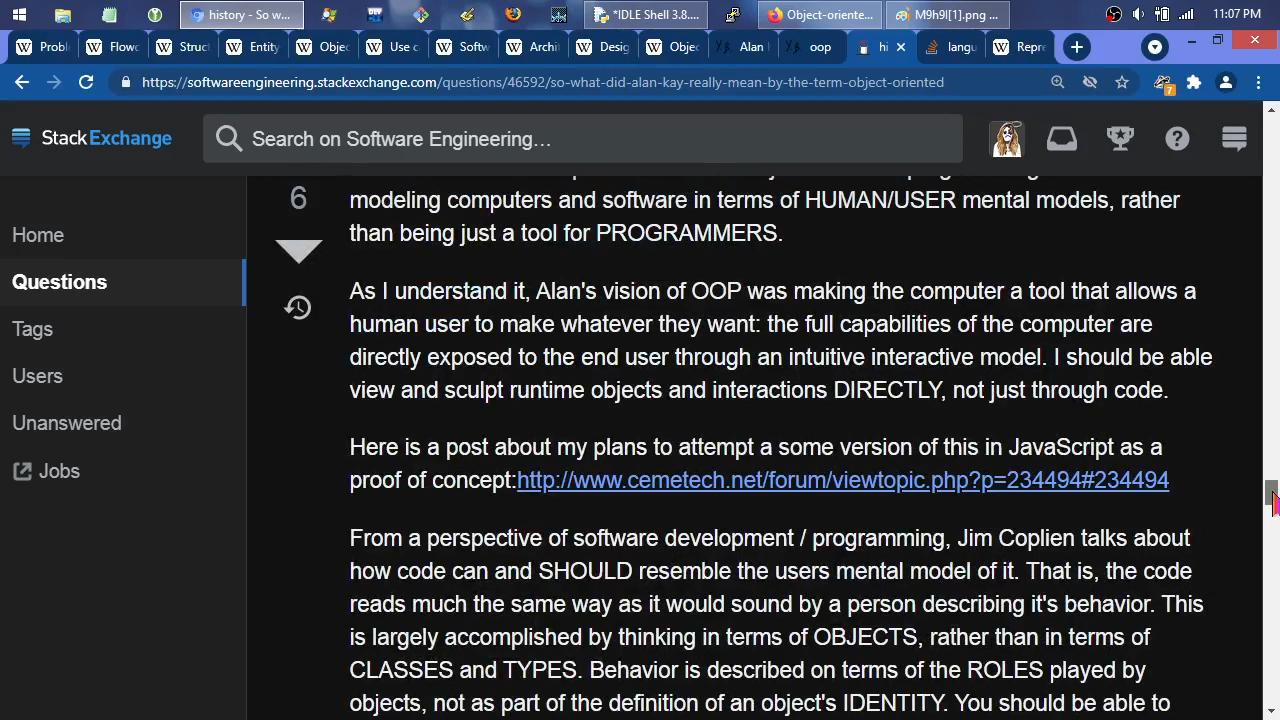 history - So w...
*IDLE Shell 3.8....
Object-oriente...
M9h9I[1].png ...
11:07 PM
Probl
Flowc
Struct
Entity
Objec
Use c
Softw
Archi
Desig
Objec
Alan
oop
hi
langu
Repre
https://softwareengineering.stackexchange.com/questions/46592/so-what-did-alan-kay-really-mean-by-the-term-object-oriented
7
StackExchange
Search on Software Engineering...
Home
Questions
Tags
Users
Unanswered
Jobs
6
modeling computers and software in terms of HUMAN/USER mental models, rather
than being just a tool for PROGRAMMERS.
As I understand it, Alan's vision of OOP was making the computer a tool that allows a
human user to make whatever they want: the full capabilities of the computer are
directly exposed to the end user through an intuitive interactive model. I should be able
view and sculpt runtime objects and interactions DIRECTLY, not just through code.
Here is a post about my plans to attempt a some version of this in JavaScript as a
proof of concept:http://www.cemetech.net/forum/viewtopic.php?p=234494#234494
From a perspective of software development / programming, Jim Coplien talks about
how code can and SHOULD resemble the users mental model of it. That is, the code
reads much the same way as it would sound by a person describing it's behavior. This
is largely accomplished by thinking in terms of OBJECTS, rather than in terms of
CLASSES and TYPES. Behavior is described on terms of the ROLES played by
objects, not as part of the definition of an object's IDENTITY. You should be able to